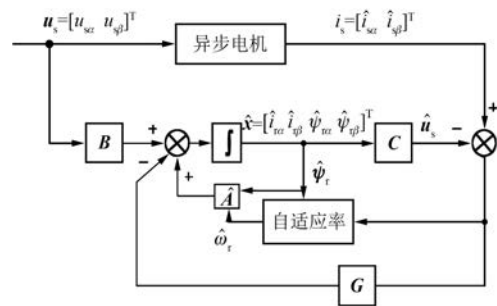 u_s=[u_sα u_sβ]^T
i_s=[î_sα î_sβ]^T
异步电机
+
x̂=[î_rα î_rβ ψ̂_rα ψ̂_rβ]^T
û_s
B
+
∫
C
−
−
+
ψ̂_r
Â
自适应率
ω̂_r
G